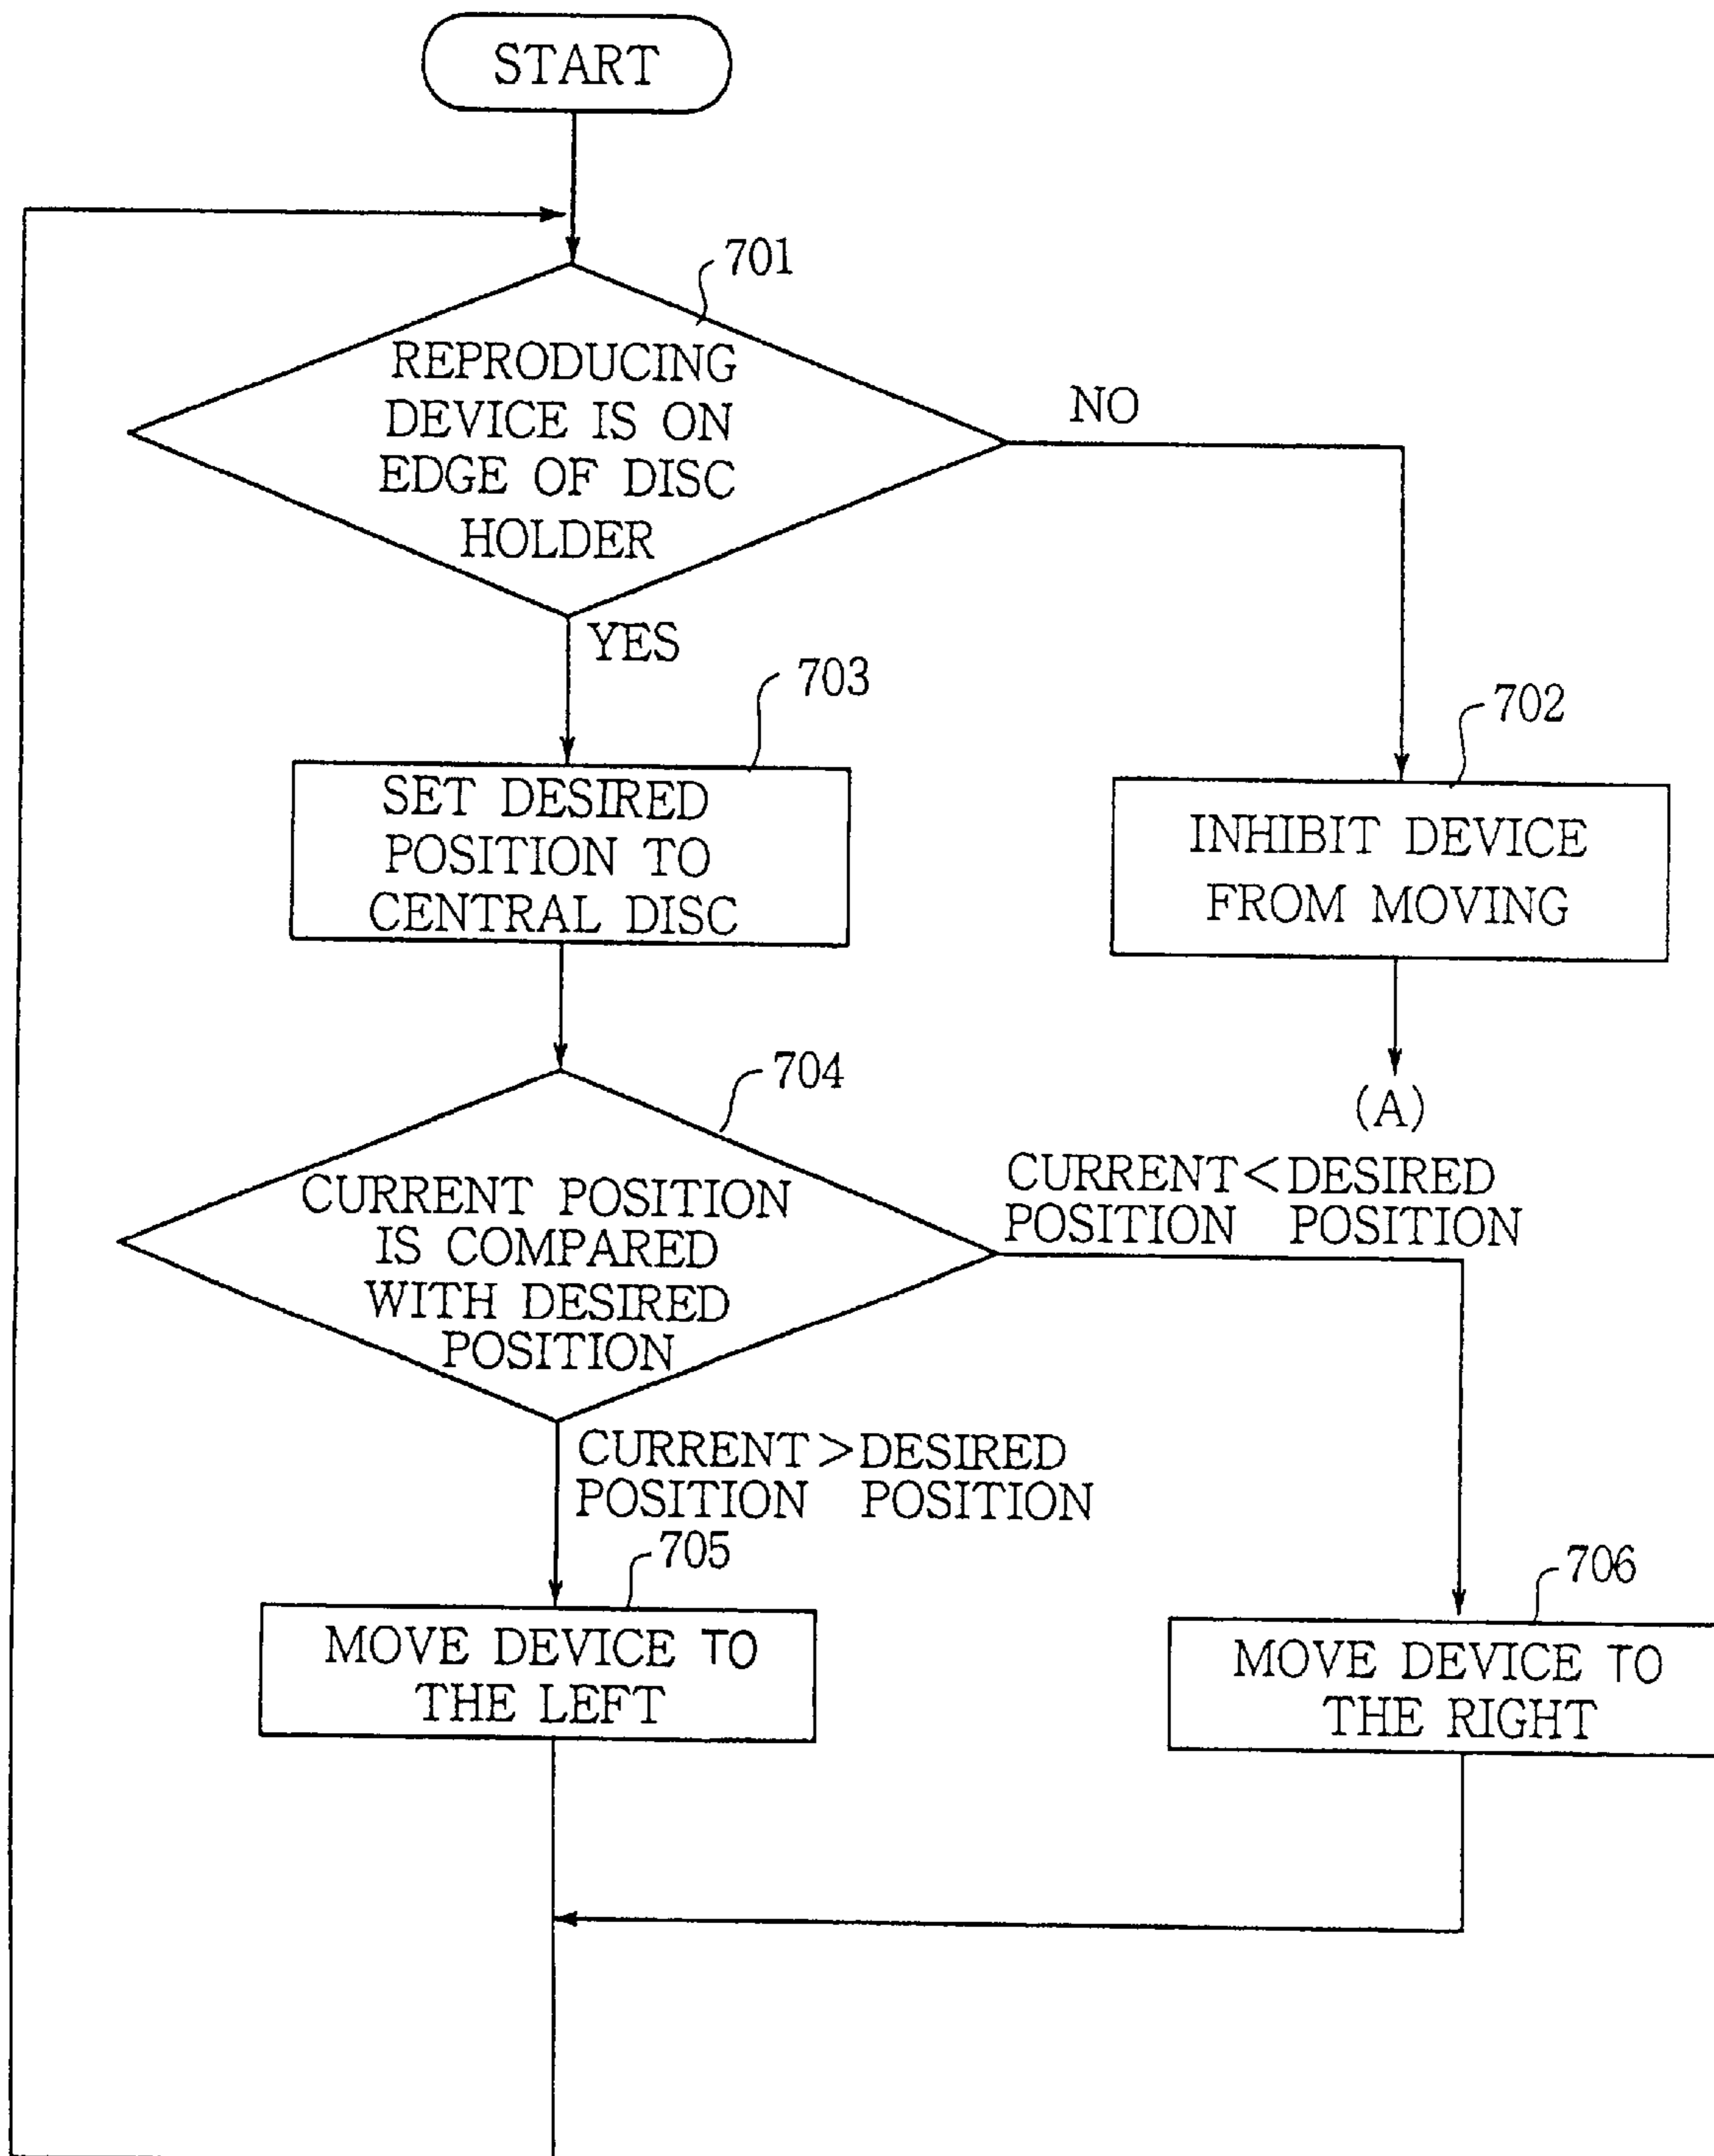 START
701
REPRODUCING
DEVICE IS ON
EDGE OF DISC
HOLDER
NO
YES
703
SET DESIRED
POSITION TO
CENTRAL DISC
702
INHIBIT DEVICE
FROM MOVING
(A)
704
CURRENT POSITION
IS COMPARED
WITH DESIRED
POSITION
CURRENT<DESIRED
POSITION POSITION
CURRENT>DESIRED
POSITION POSITION
705
MOVE DEVICE TO
THE LEFT
706
MOVE DEVICE TO
THE RIGHT